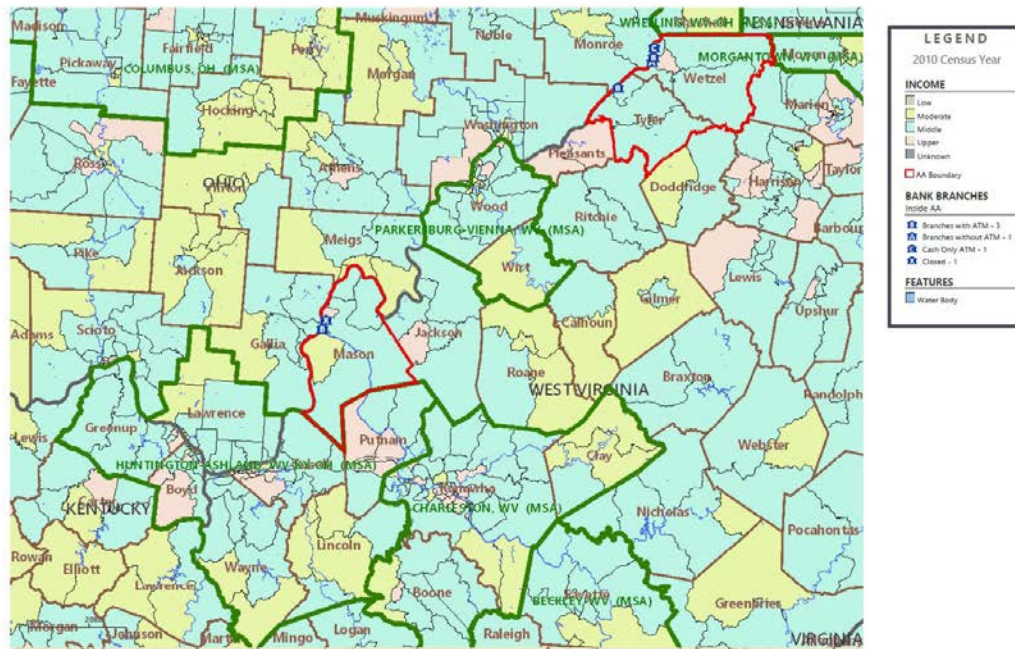 Madison
Pickaway
Fayette
Fairfield
COLUMBUS, OH (MSA)
Perry
Muskingum
Morgan
Noble
Monroe
WHEELING, WV-OH (MSA)
PENNSYLVANIA
MORGANTOWN, WV (MSA)
Wetzel
Marion
Hocking
Washington
Tyler
Pleasants
Ross
Athens
OHIO
Vinton
Wood
Doddridge
Harrison
Taylor
PARKERSBURG-VIENNA, WV (MSA)
Ritchie
Barbour
Meigs
Pike
Jackson
Wirt
Lewis
Gilmer
Upshur
Adams
Scioto
Gallia
Mason
Jackson
Calhoun
Roane
WEST VIRGINIA
Braxton
Randolph
Lawrence
Greenup
Lewis
Putnam
Clay
Webster
HUNTINGTON-ASHLAND, WV-KY-OH (MSA)
Boyd
Carter
KENTUCKY
Kanawha
CHARLESTON, WV (MSA)
Nicholas
Pocahontas
Rowan
Elliott
Lawrence
Wayne
Lincoln
Boone
Fayette
BECKLEY, WV (MSA)
Greenbrier
Morgan
Johnson
Martin
Mingo
Logan
Raleigh
VIRGINIA
LEGEND
2010 Census Year
INCOME
Low
Moderate
Middle
Upper
Unknown
AA Boundary
BANK BRANCHES
Inside AA
Branches with ATM - 3
Branches without ATM - 1
Cash Only ATM - 1
Closed - 1
FEATURES
Water Body